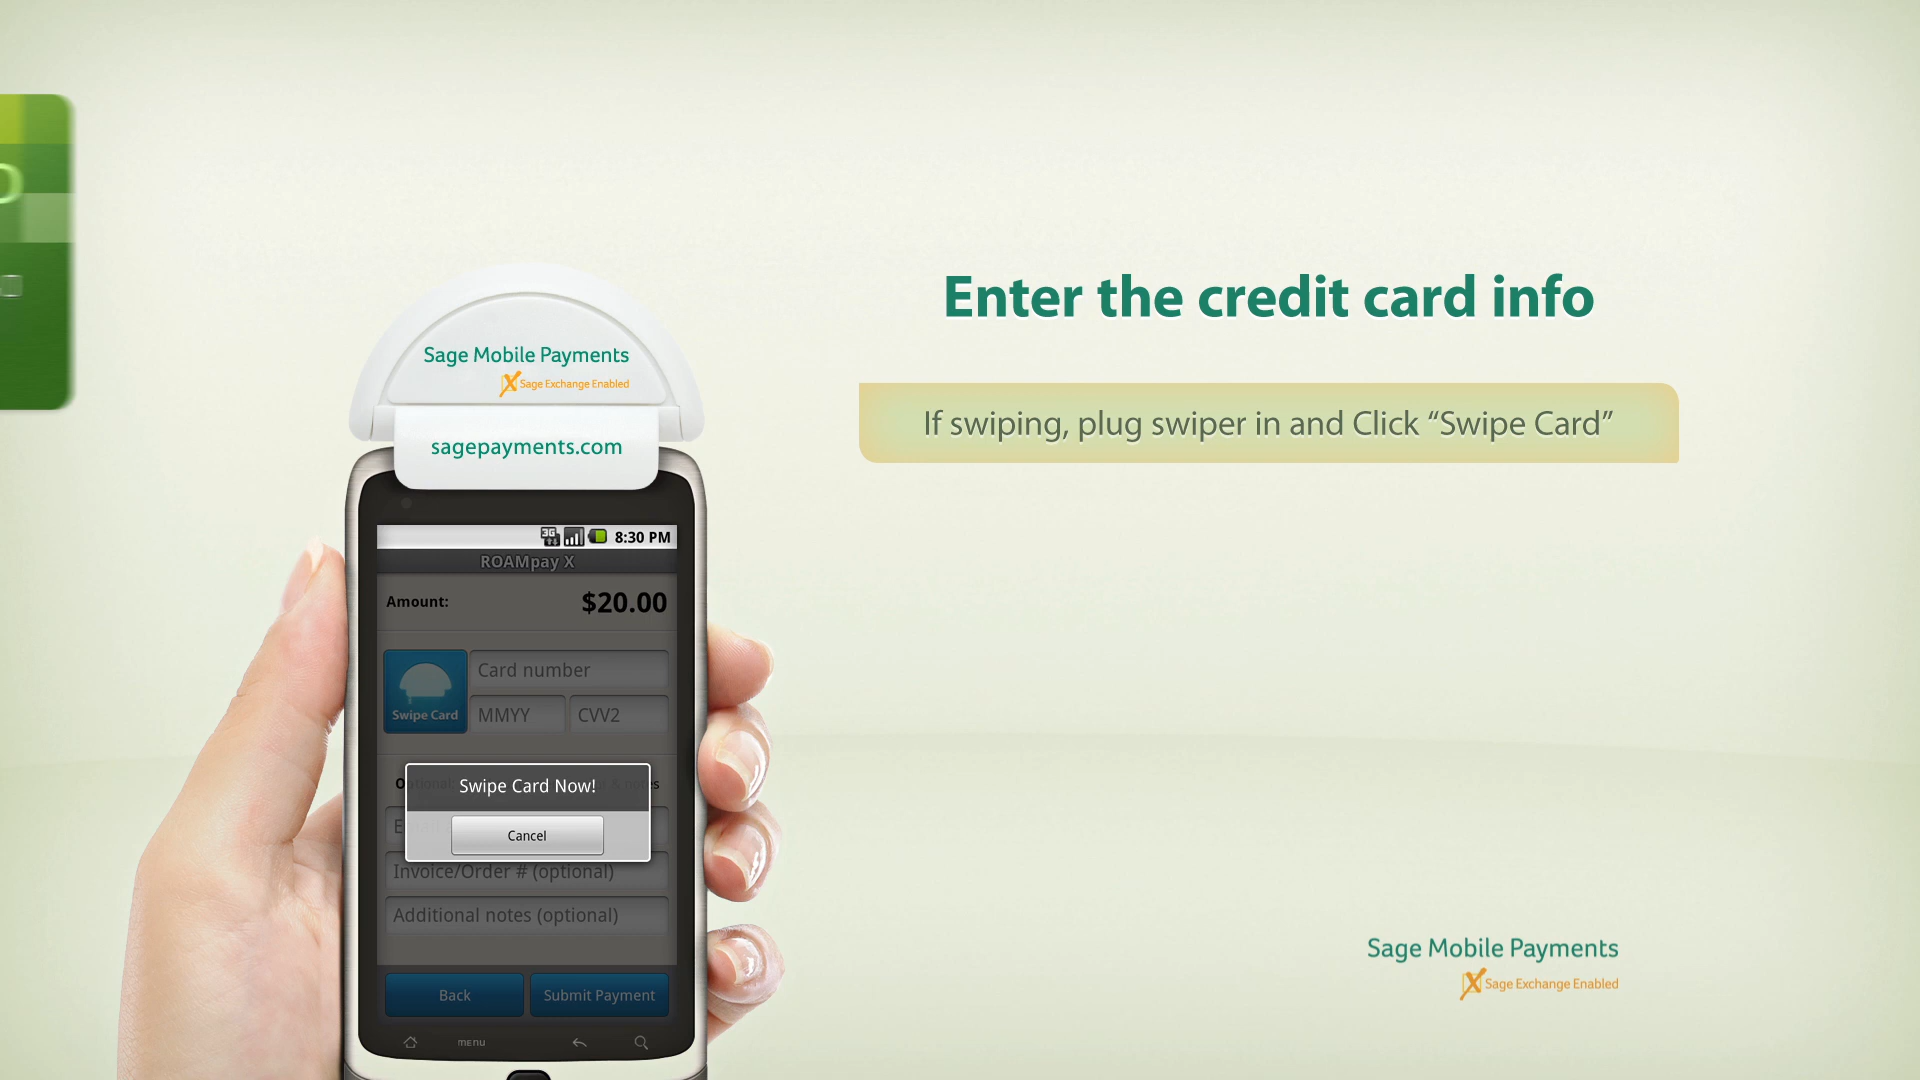 Enter the credit card info
If swiping, plug swiper in and Click “Swipe Card”
Sage Mobile Payments
Sage Exchange Enabled
sagepayments.com
3G
8:30 PM
ROAMpay X
Amount:
$20.00
Swipe Card
Card number
MMYY
CVV2
Swipe Card Now!
Cancel
Invoice/Order # (optional)
Additional notes (optional)
Back
Submit Payment
MENU
Sage Mobile Payments
Sage Exchange Enabled